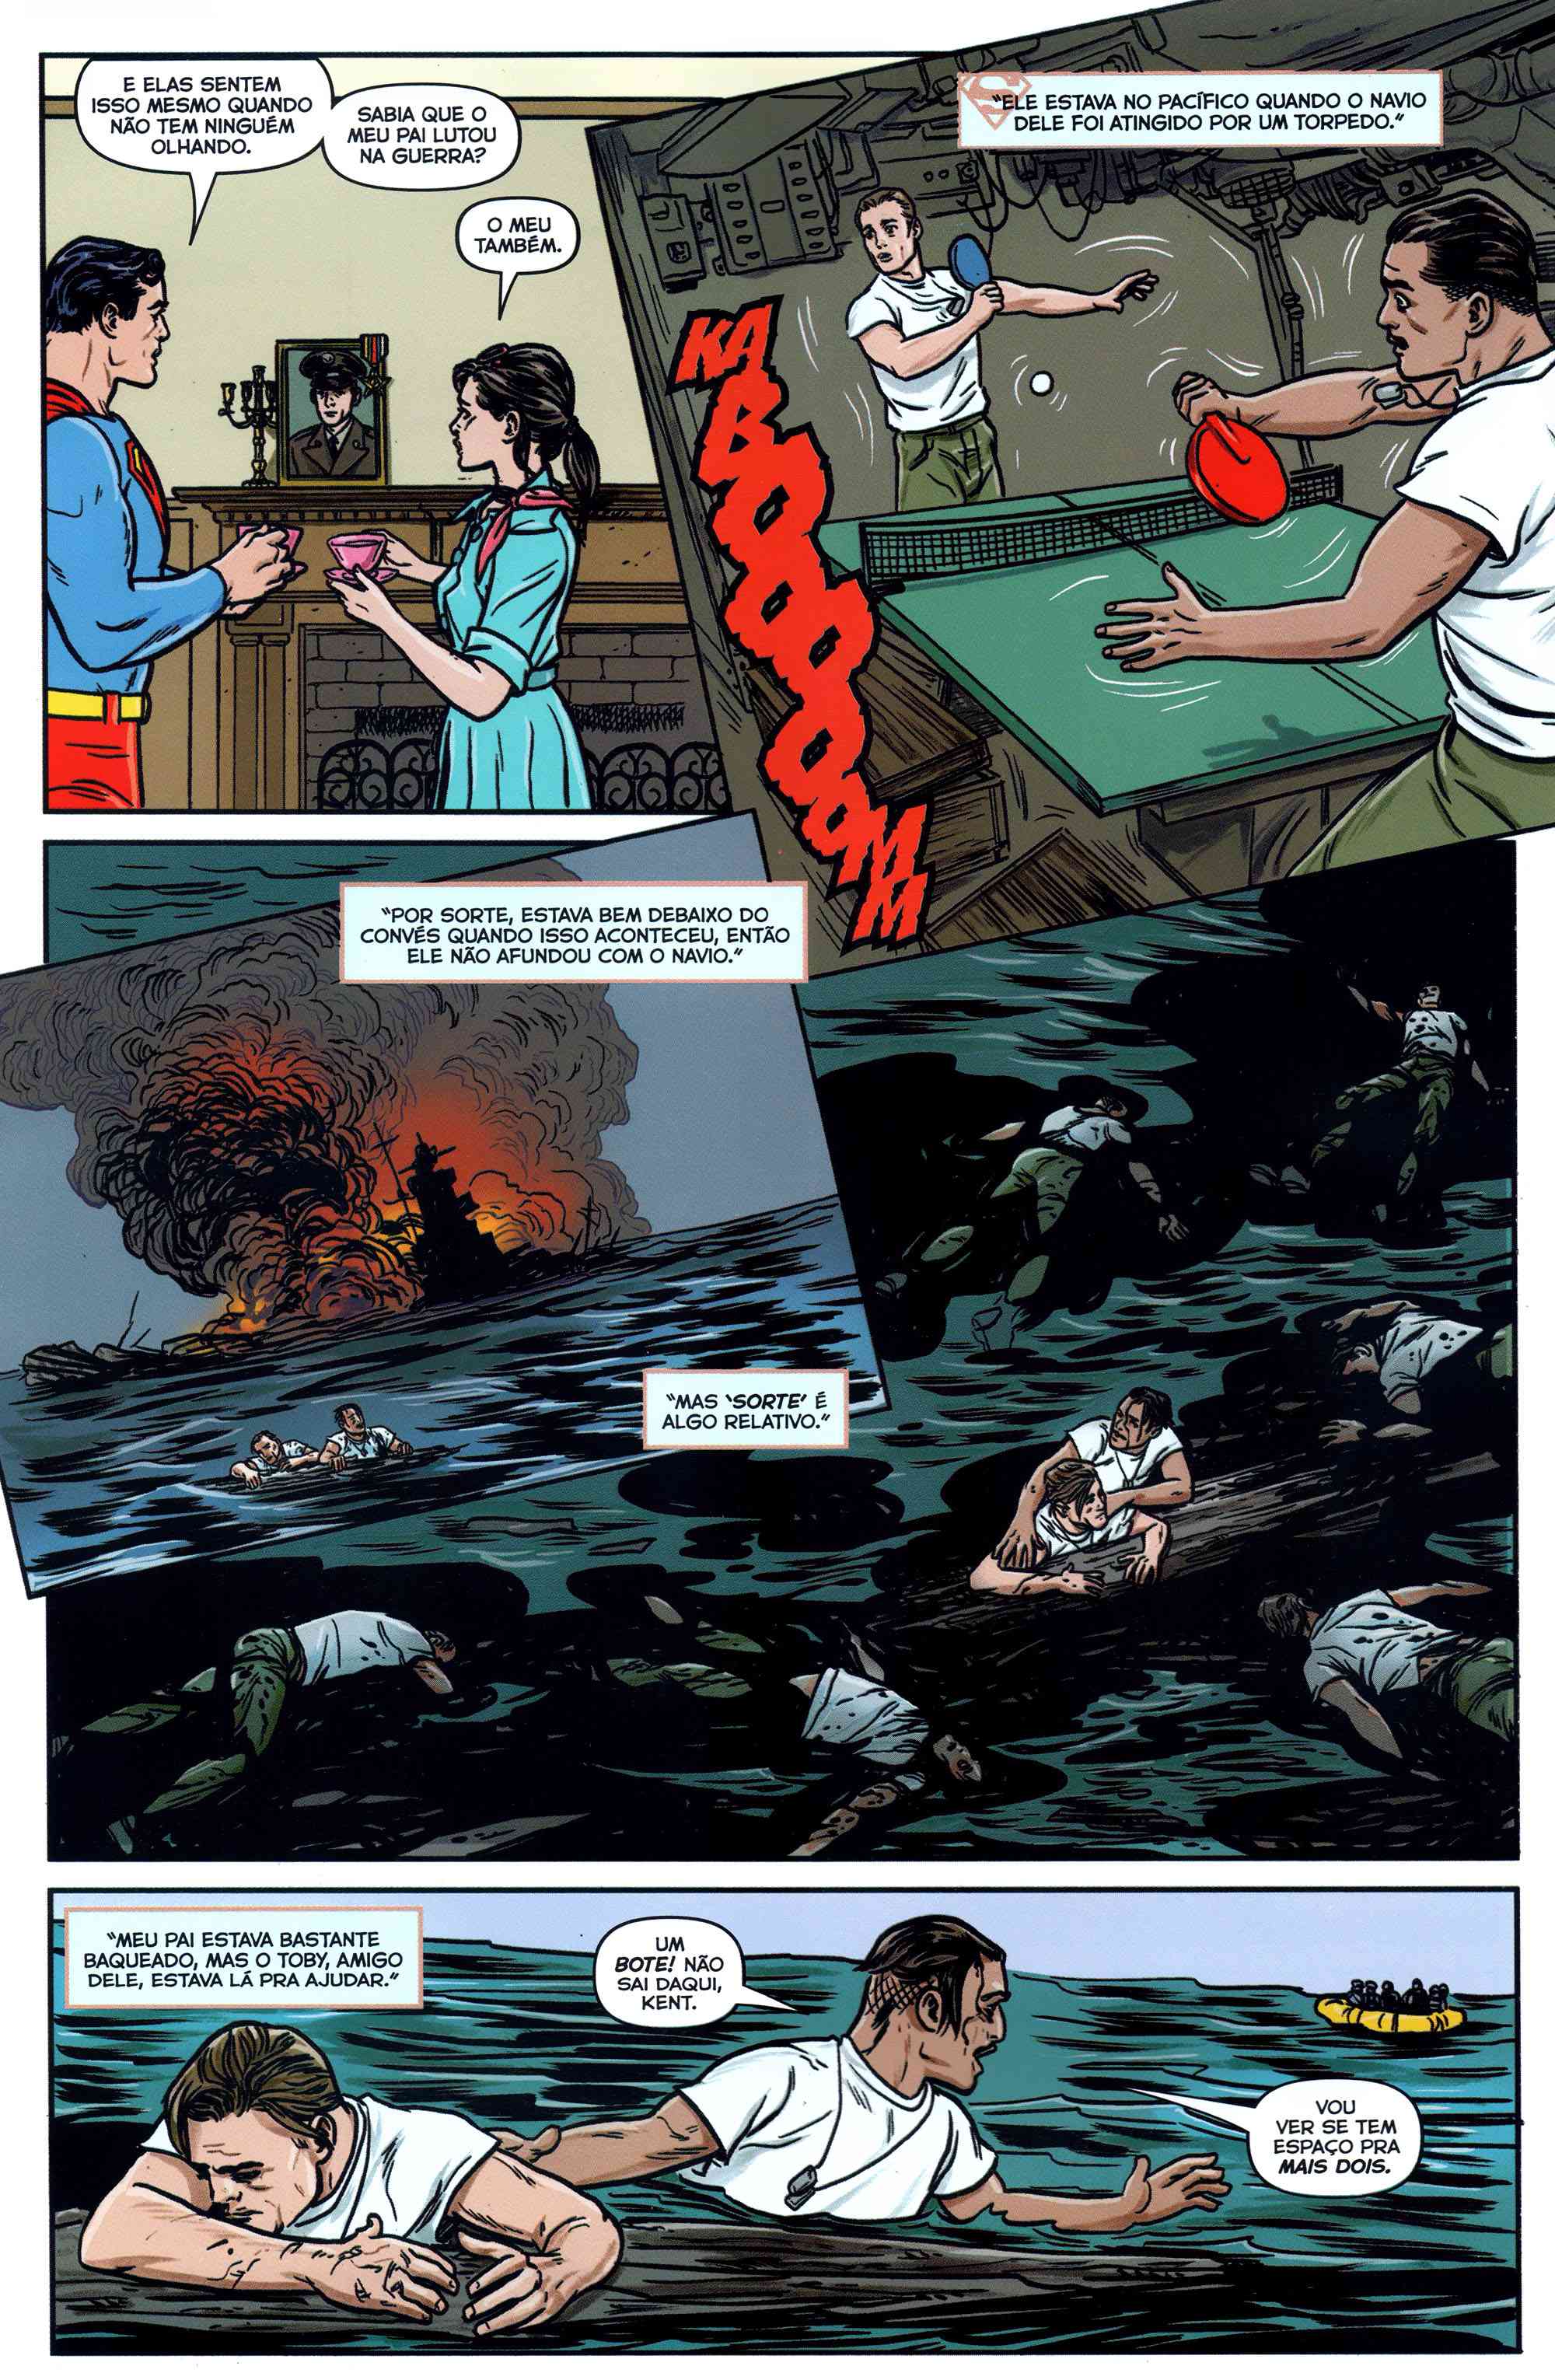 E ELAS SENTEM
ISSO MESMO QUANDO
NÃO TEM NINGUÉM
OLHANDO.
SABIA QUE O
MEU PAI LUTOU
NA GUERRA?
O MEU
TAMBÉM.
"ELE ESTAVA NO PACÍFICO QUANDO O NAVIO
DELE FOI ATINGIDO POR UM TORPEDO."
KA
BOOOOOOOMMM
"POR SORTE, ESTAVA BEM DEBAIXO DO
CONVÉS QUANDO ISSO ACONTECEU, ENTÃO
ELE NÃO AFUNDOU COM O NAVIO."
"MAS 'SORTE' É
ALGO RELATIVO."
"MEU PAI ESTAVA BASTANTE
BAQUEADO, MAS O TOBY, AMIGO
DELE, ESTAVA LÁ PRA AJUDAR."
UM
BOTE! NÃO
SAI DAQUI,
KENT.
VOU
VER SE TEM
ESPAÇO PRA
MAIS DOIS.